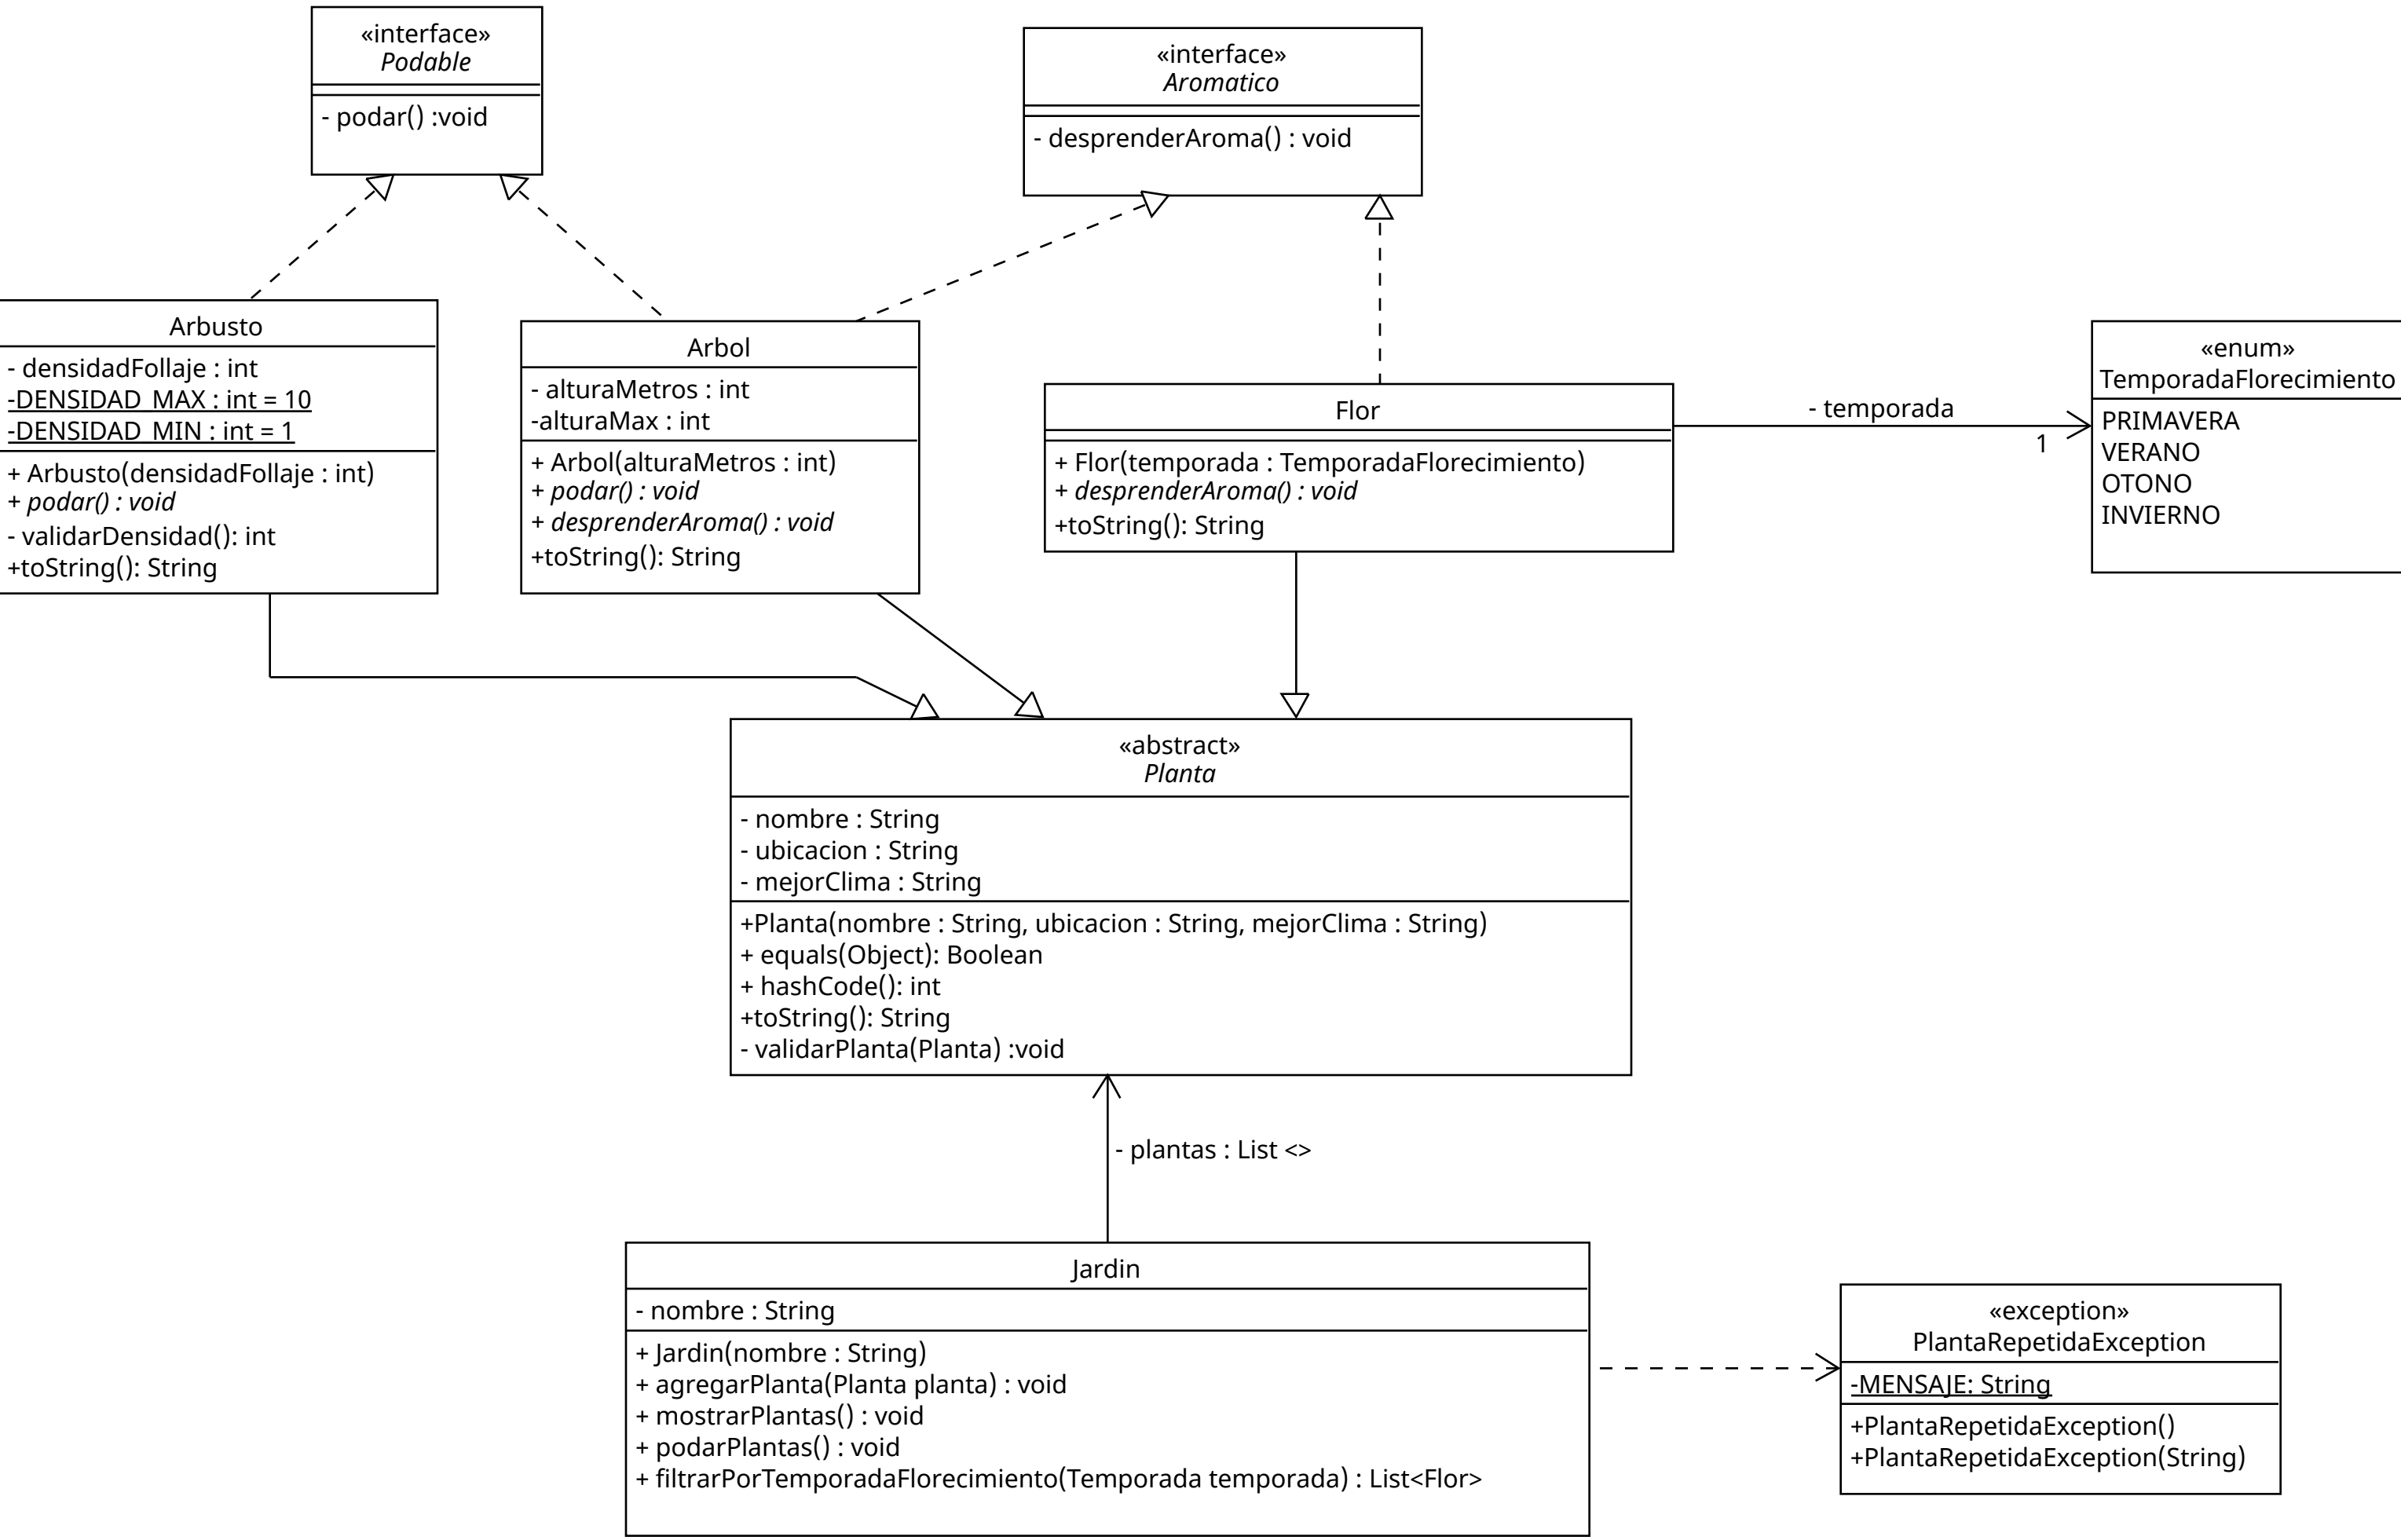 «interface»
Podable
- podar() :void
«interface»
Aromatico
- desprenderAroma() : void
Arbusto
- densidadFollaje : int
-DENSIDAD_MAX : int = 10
-DENSIDAD_MIN : int = 1
+ Arbusto(densidadFollaje : int)
+ podar() : void
- validarDensidad(): int
+toString(): String
Arbol
- alturaMetros : int
-alturaMax : int
+ Arbol(alturaMetros : int)
+ podar() : void
+ desprenderAroma() : void
+toString(): String
Flor
+ Flor(temporada : TemporadaFlorecimiento)
+ desprenderAroma() : void
+toString(): String
- temporada
1
«enum»
TemporadaFlorecimiento
PRIMAVERA
VERANO
OTONO
INVIERNO
«abstract»
Planta
- nombre : String
- ubicacion : String
- mejorClima : String
+Planta(nombre : String, ubicacion : String, mejorClima : String)
+ equals(Object): Boolean
+ hashCode(): int
+toString(): String
- validarPlanta(Planta) :void
- plantas : List <>
Jardin
- nombre : String
+ Jardin(nombre : String)
+ agregarPlanta(Planta planta) : void
+ mostrarPlantas() : void
+ podarPlantas() : void
+ filtrarPorTemporadaFlorecimiento(Temporada temporada) : List<Flor>
«exception»
PlantaRepetidaException
-MENSAJE: String
+PlantaRepetidaException()
+PlantaRepetidaException(String)